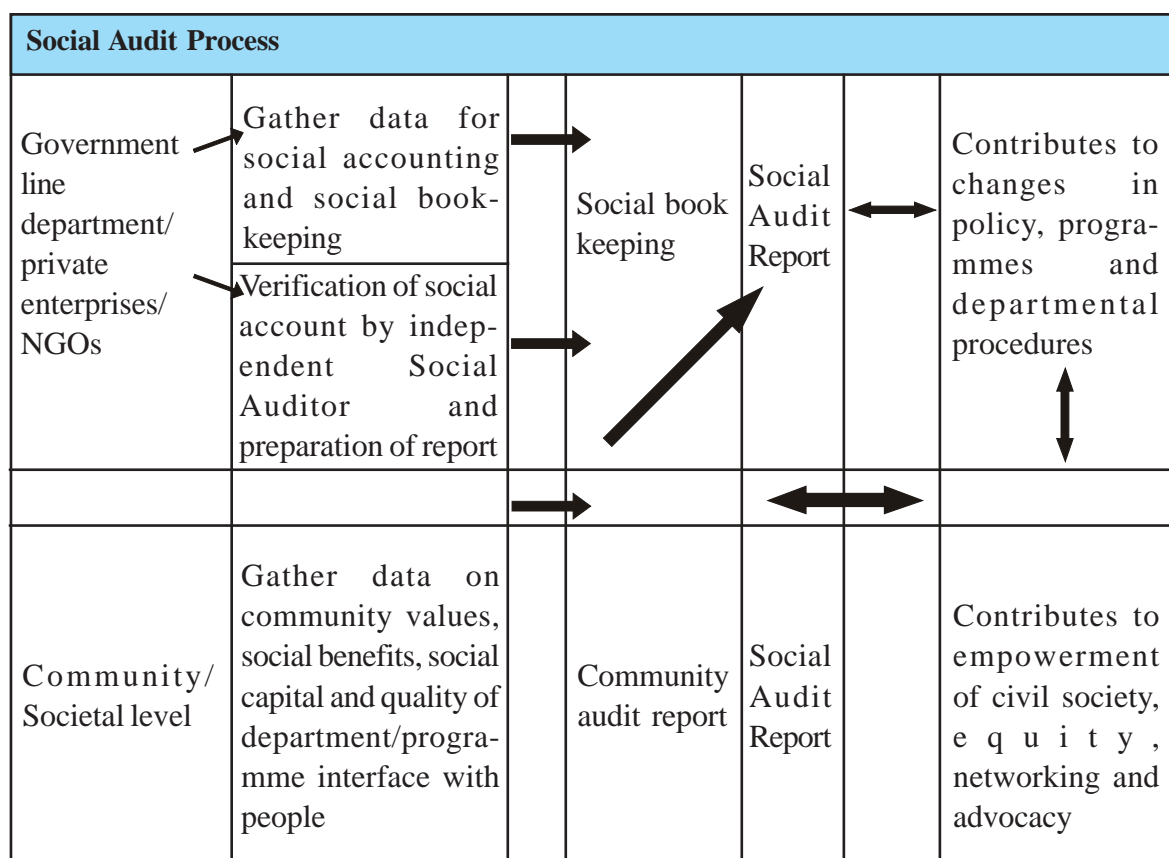 Social Audit Process
Government
line
department/
private
enterprises/
NGOs
Gather data for
social accounting
and social book-
keeping
Verification of social
account by indep-
endent Social
Auditor and
preparation of report
Social book
keeping
Social
Audit
Report
Contributes to
changes in
policy, progra-
mmes and
departmental
procedures
Community/
Societal level
Gather data on
community values,
social benefits, social
capital and quality of
department/progra-
mme interface with
people
Community
audit report
Social
Audit
Report
Contributes to
empowerment
of civil society,
equity,
networking and
advocacy